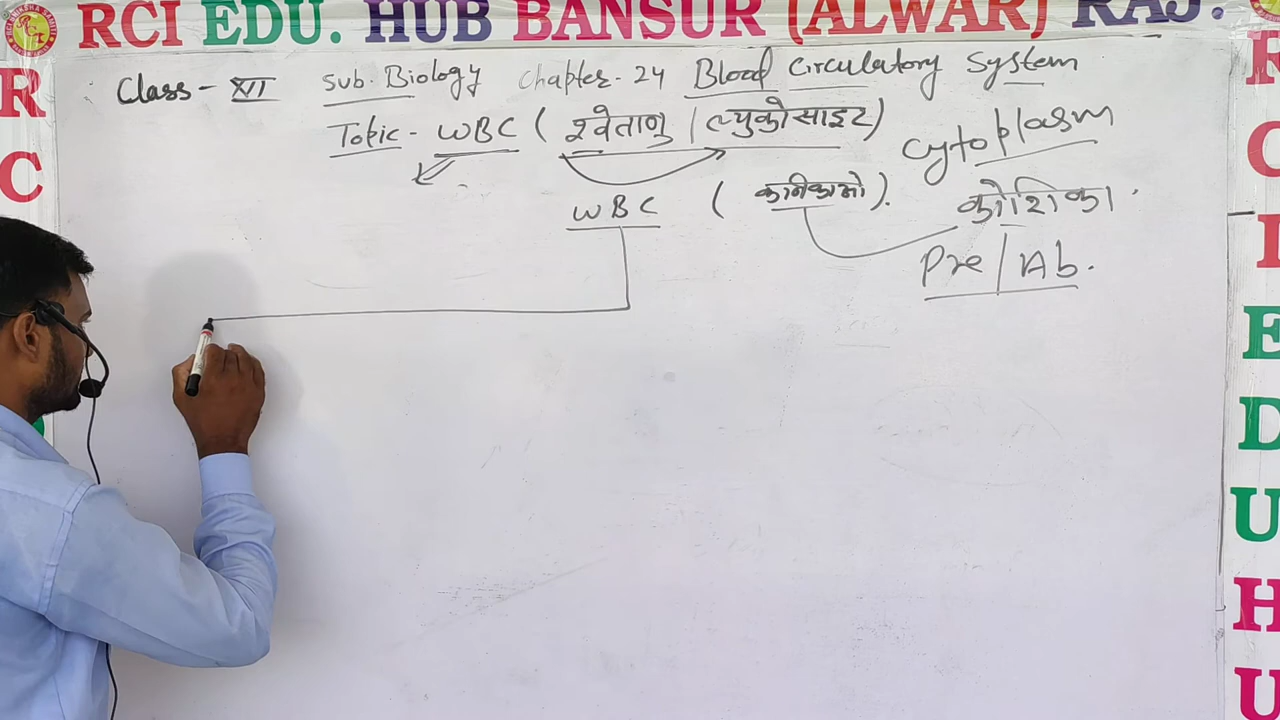 RCI EDU. HUB BANSUR (ALWAR) RAJ.
Class - XII sub. Biology Chapter - 24 Blood Circulatory System
Topic - WBC ( श्वेताणु / ल्युकोसाइट )
Cytoplasm
WBC ( कणिकाओ ).
कोशिका
Pre / Ab.
R
C
R
C
I
E
D
U
H
U